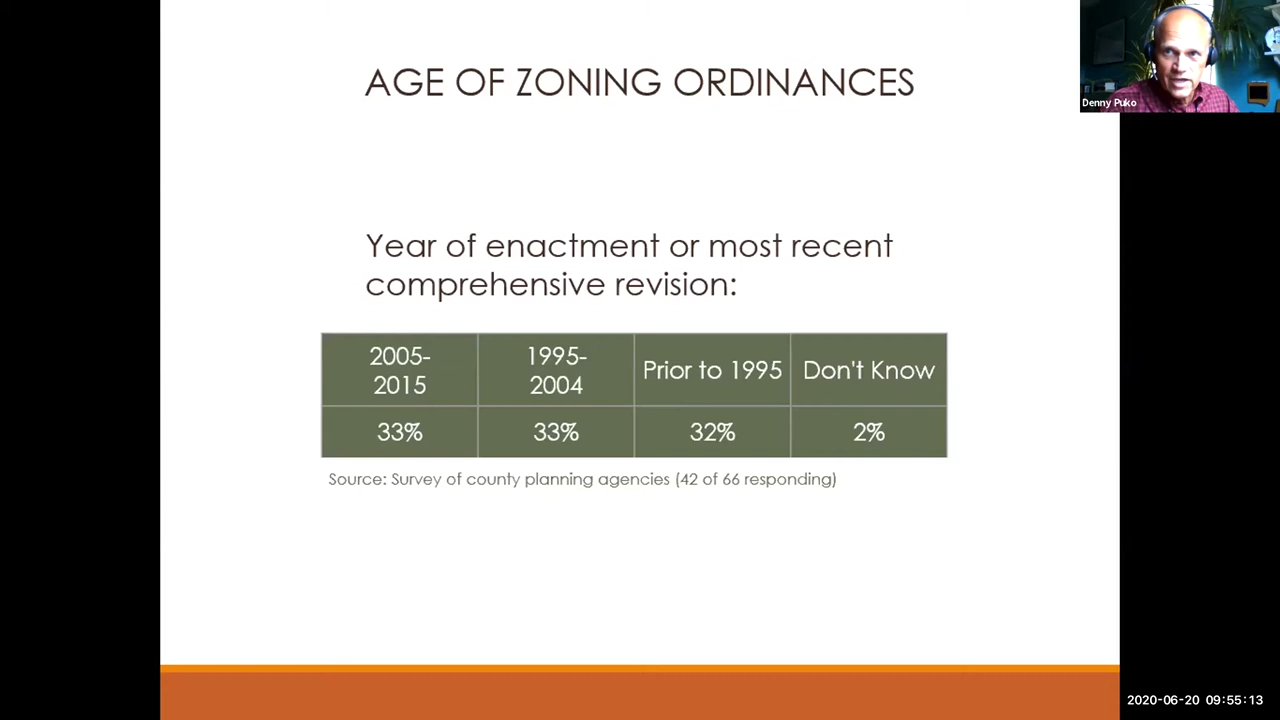 AGE OF ZONING ORDINANCES
Denny Puko
Year of enactment or most recent
comprehensive revision:
2005-
2015
1995-
2004
Prior to 1995
Don't Know
33%
33%
32%
2%
Source: Survey of county planning agencies (42 of 66 responding)
2020-06-20 09:55:13